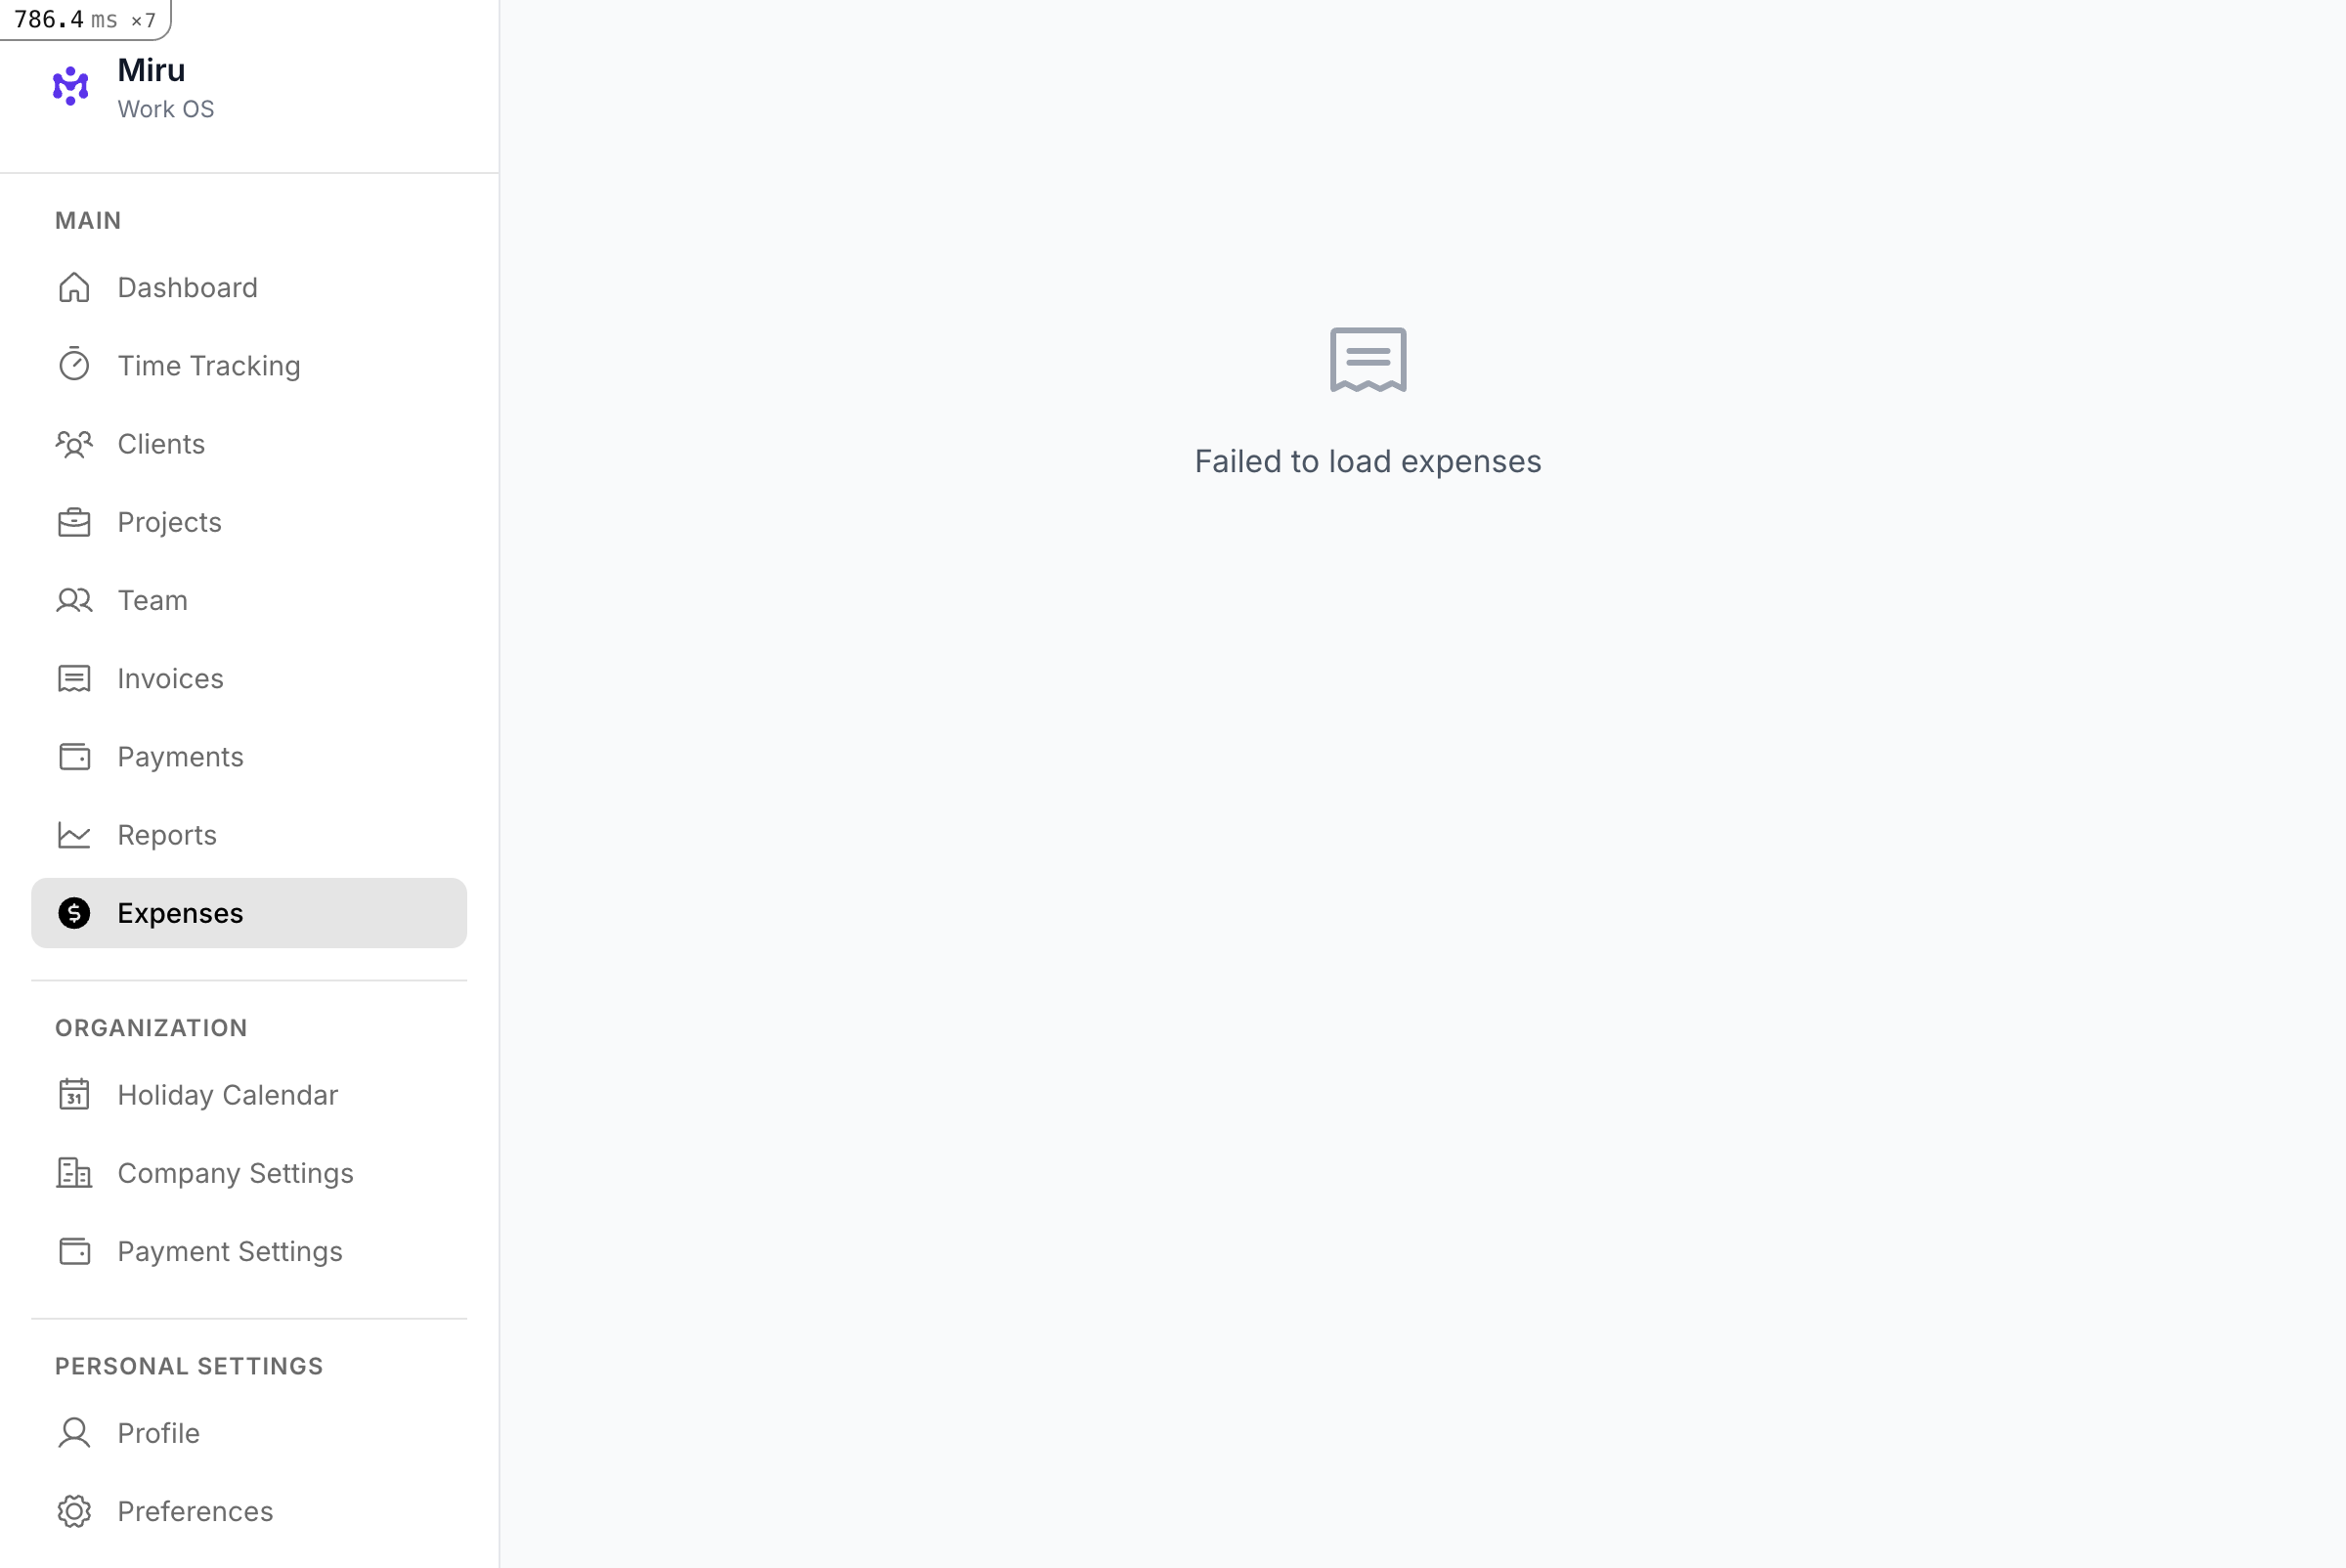 786.4 ms ×7
Miru
Work OS
MAIN
Dashboard
Time Tracking
Clients
Projects
Team
Invoices
Payments
Reports
Expenses
ORGANIZATION
31
Holiday Calendar
Company Settings
Payment Settings
PERSONAL SETTINGS
Profile
Preferences
Failed to load expenses